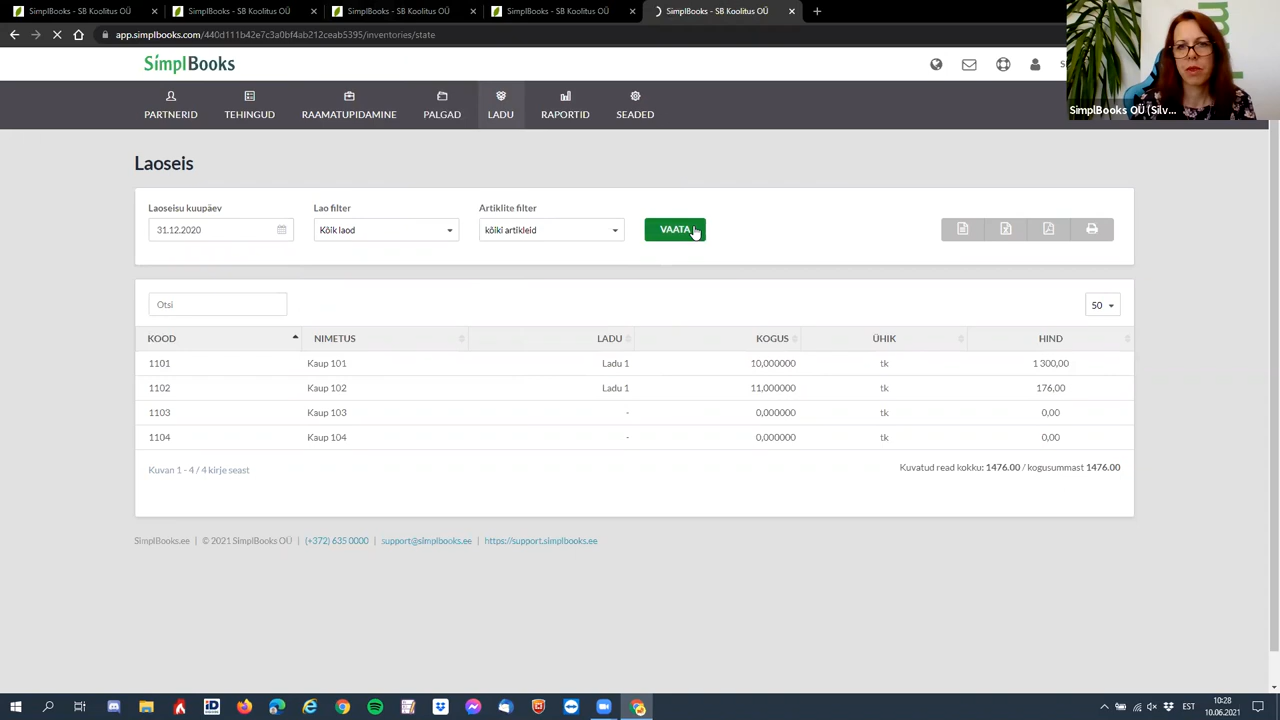 SimplBooks - SB Koolitus OÜ
SimplBooks - SB Koolitus OÜ
SimplBooks - SB Koolitus OÜ
SimplBooks - SB Koolitus OÜ
SimplBooks - SB Koolitus OÜ
app.simplbooks.com/440d111b42e7c3a0bf4ab212ceab5395/inventories/state
SimplBooks
SimplBooks OÜ (Silv...
PARTNERID
TEHINGUD
RAAMATUPIDAMINE
PALGAD
LADU
RAPORTID
SEADED
Laoseis
Laoseisu kuupäev
Lao filter
Artiklite filter
31.12.2020
Kõik laod
kõiki artikleid
VAATA
Otsi
50
KOOD NIMETUS LADU KOGUS ÜHIK HIND
1101 Kaup 101 Ladu 1 10,000000 tk 1 300,00
1102 Kaup 102 Ladu 1 11,000000 tk 176,00
1103 Kaup 103 - 0,000000 tk 0,00
1104 Kaup 104 - 0,000000 tk 0,00
Kuvan 1 - 4 / 4 kirje seast
Kuvatud read kokku: 1476.00 / kogusummast 1476.00
SimplBooks.ee | © 2021 SimplBooks OÜ | (+372) 635 0000 | support@simplbooks.ee | https://support.simplbooks.ee
EST
10:28
10.06.2021